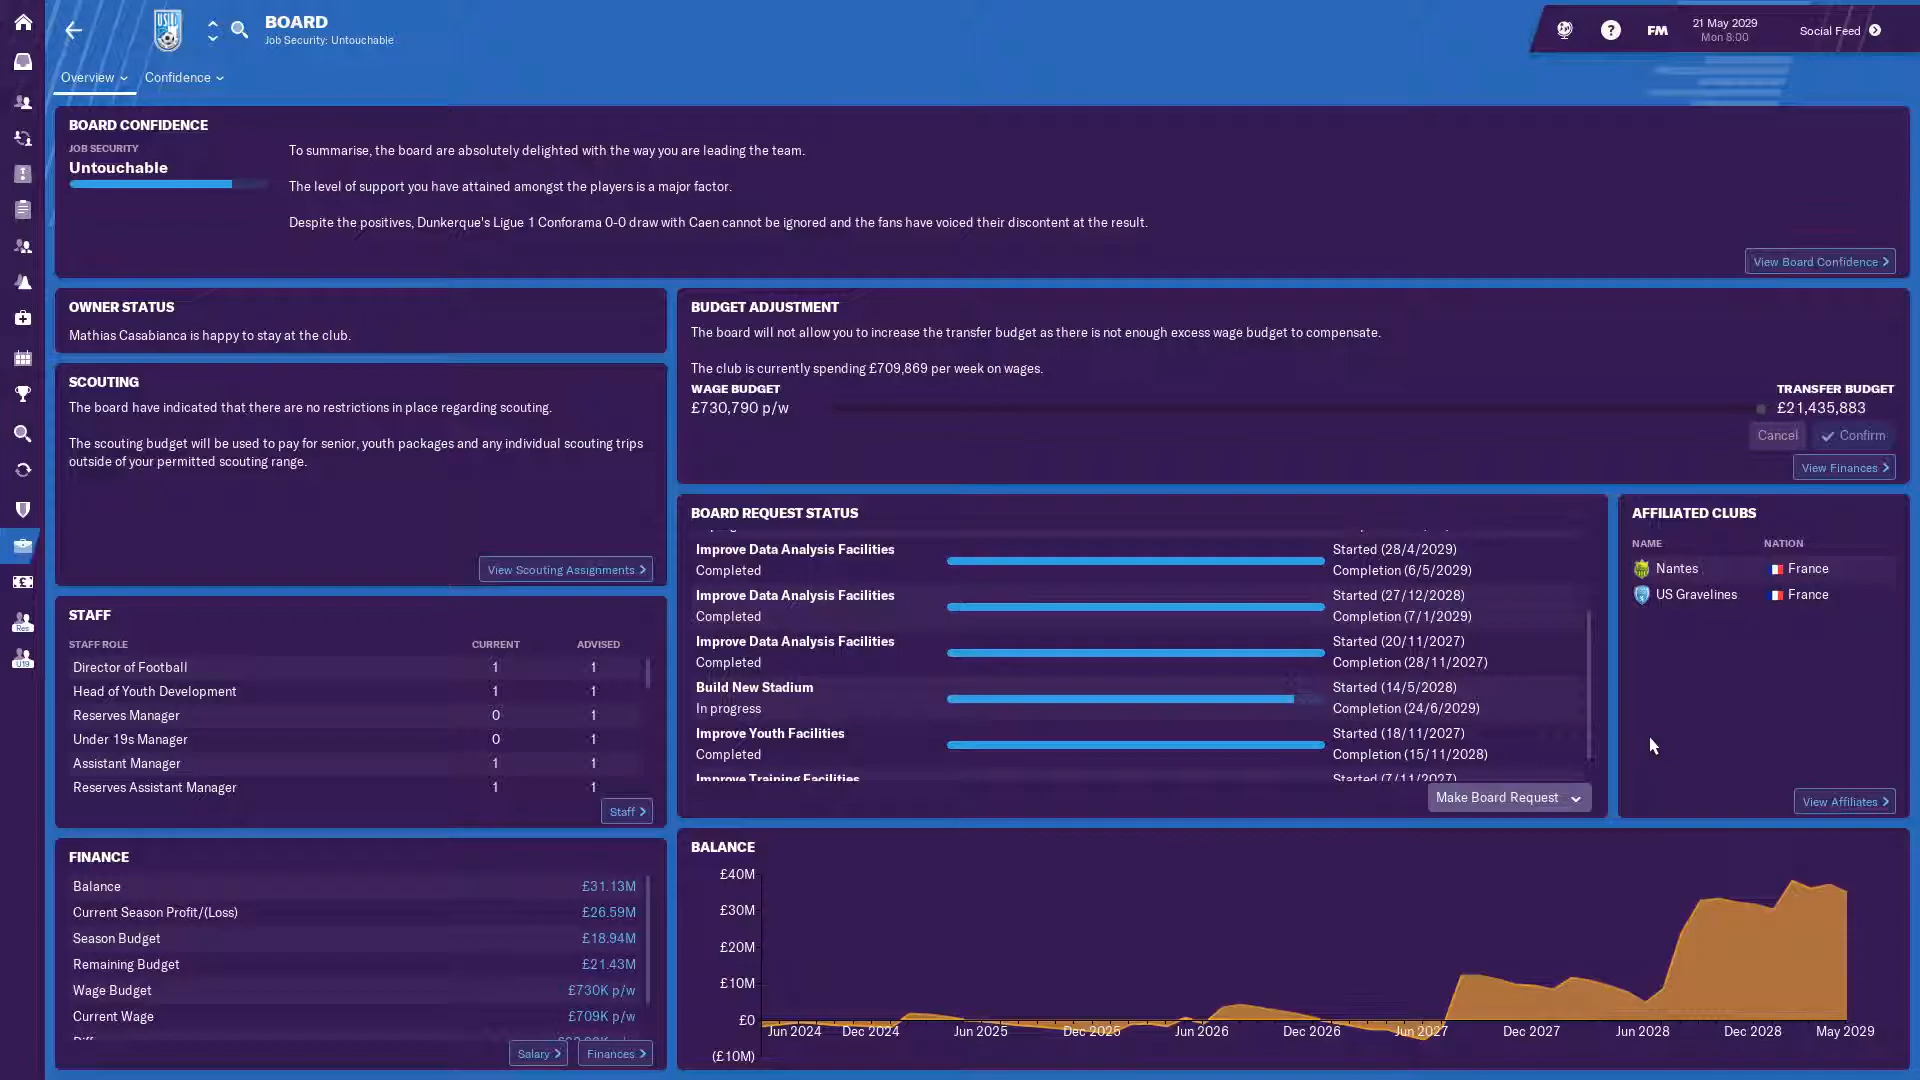 BOARD
Job Security: Untouchable
FM
21 May 2029
Mon 8:00
Social Feed
Overview
Confidence
BOARD CONFIDENCE
JOB SECURITY
Untouchable
To summarise, the board are absolutely delighted with the way you are leading the team.
The level of support you have attained amongst the players is a major factor.
Despite the positives, Dunkerque's Ligue 1 Conforama 0-0 draw with Caen cannot be ignored and the fans have voiced their discontent at the result.
View Board Confidence
OWNER STATUS
Mathias Casabianca is happy to stay at the club.
SCOUTING
The board have indicated that there are no restrictions in place regarding scouting.
The scouting budget will be used to pay for senior, youth packages and any individual scouting trips
outside of your permitted scouting range.
View Scouting Assignments
STAFF
STAFF ROLE CURRENT ADVISED
Director of Football 1 1
Head of Youth Development 1 1
Reserves Manager 0 1
Under 19s Manager 0 1
Assistant Manager 1 1
Reserves Assistant Manager 1 1
Staff
FINANCE
Balance £31.13M
Current Season Profit/(Loss) £26.59M
Season Budget £18.94M
Remaining Budget £21.43M
Wage Budget £730K p/w
Current Wage £709K p/w
Salary
Finances
BUDGET ADJUSTMENT
The board will not allow you to increase the transfer budget as there is not enough excess wage budget to compensate.
The club is currently spending £709,869 per week on wages.
WAGE BUDGET
£730,790 p/w
TRANSFER BUDGET
£21,435,883
Cancel
Confirm
View Finances
BOARD REQUEST STATUS
Improve Data Analysis Facilities Started (28/4/2029)
Completed Completion (6/5/2029)
Improve Data Analysis Facilities Started (27/12/2028)
Completed Completion (7/1/2029)
Improve Data Analysis Facilities Started (20/11/2027)
Completed Completion (28/11/2027)
Build New Stadium Started (14/5/2028)
In progress Completion (24/6/2029)
Improve Youth Facilities Started (18/11/2027)
Completed Completion (15/11/2028)
Improve Training Facilities Started (7/11/2027)
Make Board Request
AFFILIATED CLUBS
NAME NATION
Nantes France
US Gravelines France
View Affiliates
BALANCE
£40M
£30M
£20M
£10M
£0
(£10M)
Jun 2024 Dec 2024 Jun 2025 Dec 2025 Jun 2026 Dec 2026 Jun 2027 Dec 2027 Jun 2028 Dec 2028 May 2029
Res
U19
USLD